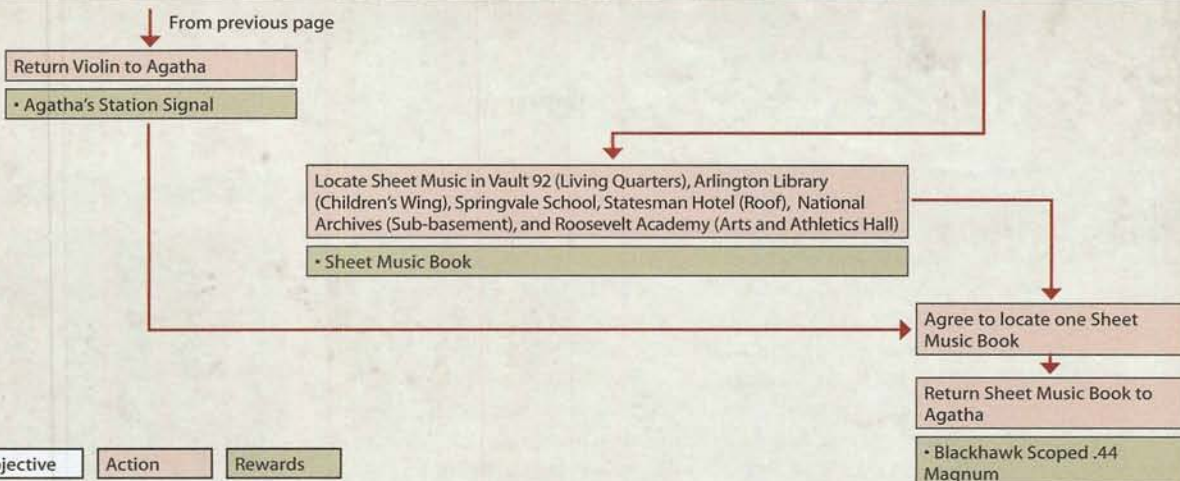 From previous page
Return Violin to Agatha
• Agatha's Station Signal
Locate Sheet Music in Vault 92 (Living Quarters), Arlington Library
(Children's Wing), Springvale School, Statesman Hotel (Roof), National
Archives (Sub-basement), and Roosevelt Academy (Arts and Athletics Hall)
• Sheet Music Book
Agree to locate one Sheet
Music Book
Return Sheet Music Book to
Agatha
• Blackhawk Scoped .44
Magnum
jective
Action
Rewards